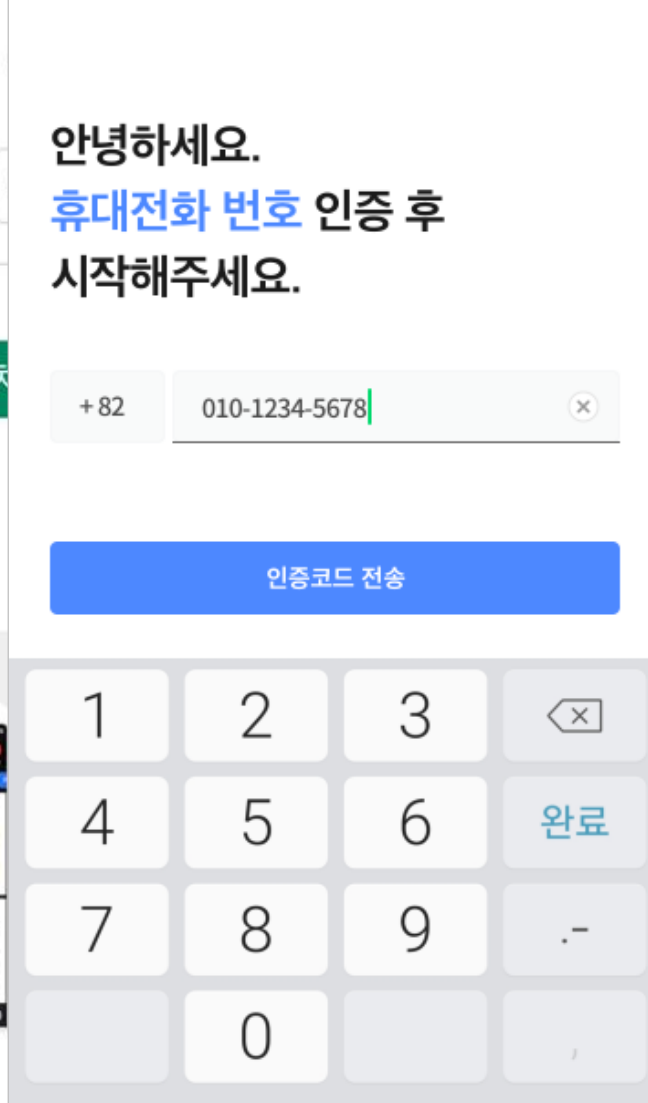 안녕하세요.
휴대전화 번호 인증 후
시작해주세요.
+82 010-1234-5678
인증코드 전송
1 2 3
4 5 6 완료
7 8 9 .-
0 ,